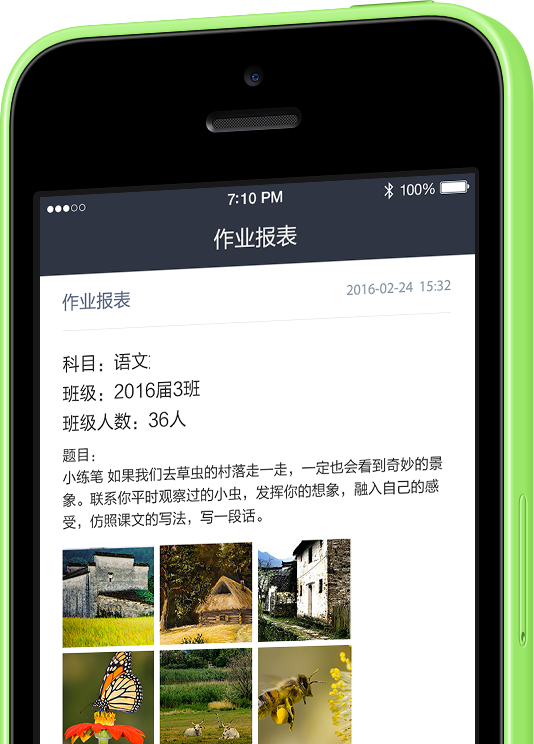 7:10 PM
100%
作业报表
作业报表
2016-02-24 15:32
科目：语文
班级：2016届3班
班级人数：36人
题目：
小练笔 如果我们去草虫的村落走一走，一定也会看到奇妙的景
象。联系你平时观察过的小虫，发挥你的想象，融入自己的感
受，仿照课文的写法，写一段话。